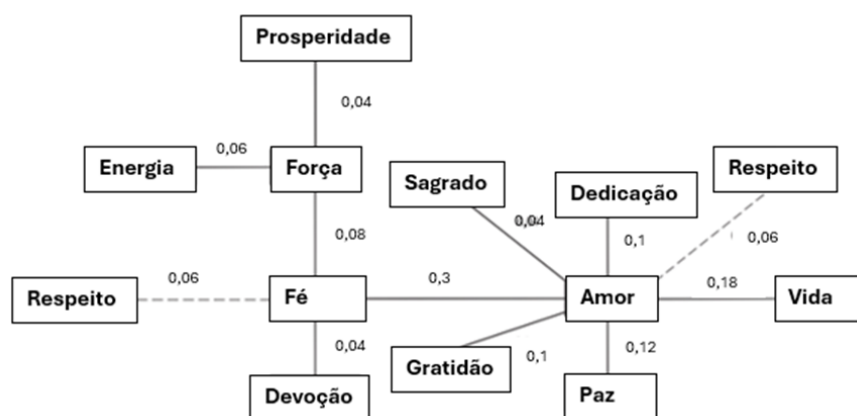 Prosperidade
0,04
Energia
0,06
Força
Sagrado
Dedicação
Respeito
0,04
0,08
0,1
0,06
Respeito
0,06
Fé
0,3
Amor
0,18
Vida
0,04
Gratidão
0,1
0,12
Devoção
Paz